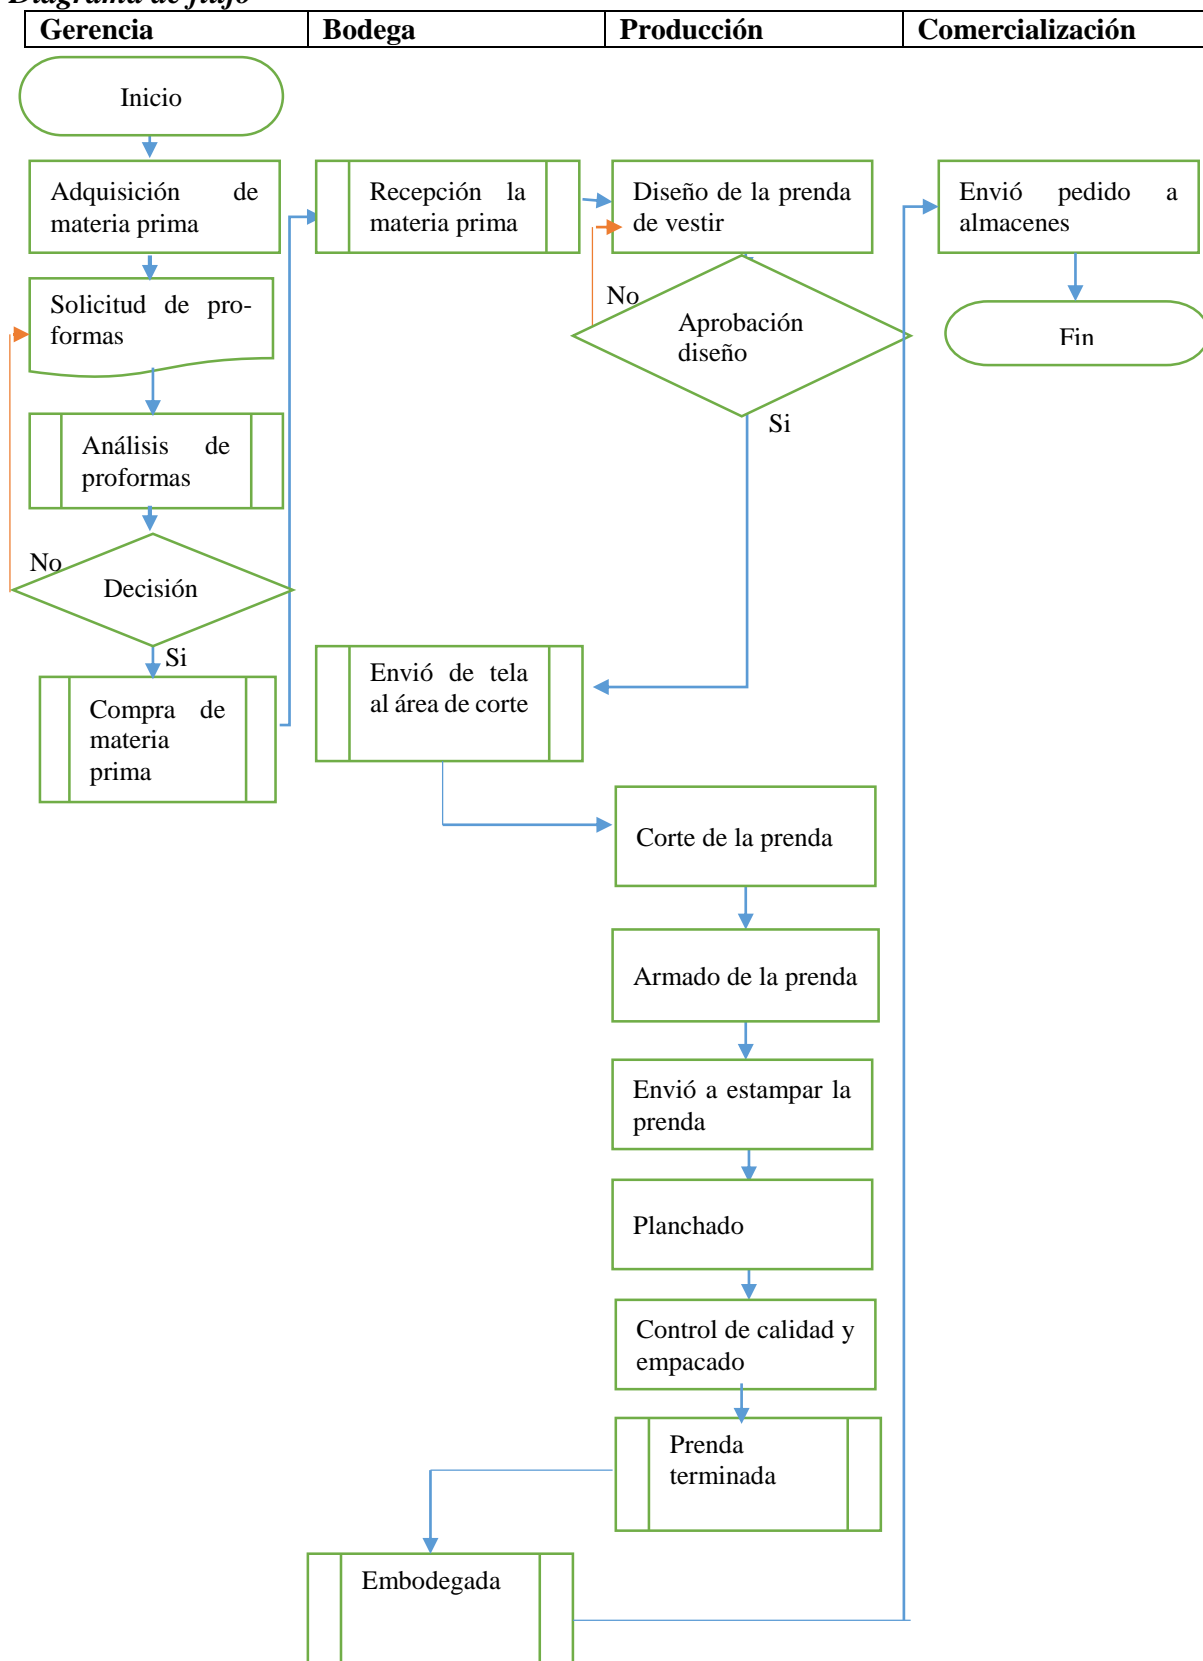 Diagrama de flujo
Gerencia
Bodega
Producción
Comercialización
Inicio
Adquisición de
materia prima
Solicitud de pro-
formas
Análisis de
proformas
No
Decisión
Si
Compra de
materia
prima
Recepción la
materia prima
Envió de tela
al área de corte
Diseño de la prenda
de vestir
No
Aprobación
diseño
Si
Corte de la prenda
Armado de la prenda
Envió a estampar la
prenda
Planchado
Control de calidad y
empacado
Prenda
terminada
Embodegada
Envió pedido a
almacenes
Fin